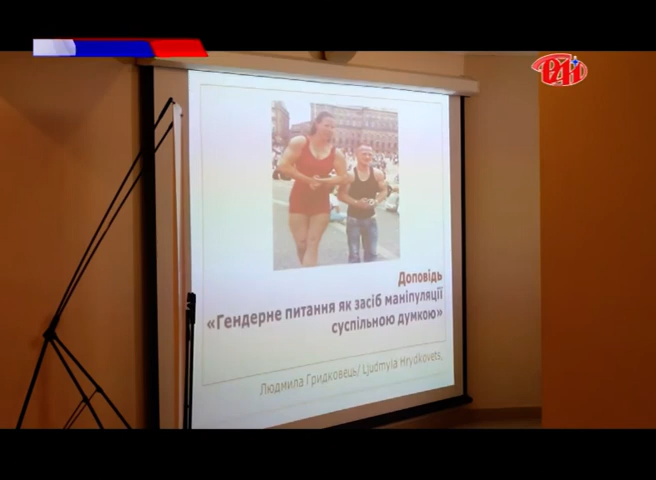 Доповідь
«Гендерне питання як засіб маніпуляції
суспільною думкою»
Людмила Гридковець/ Ljudmyla Hrydkovets,